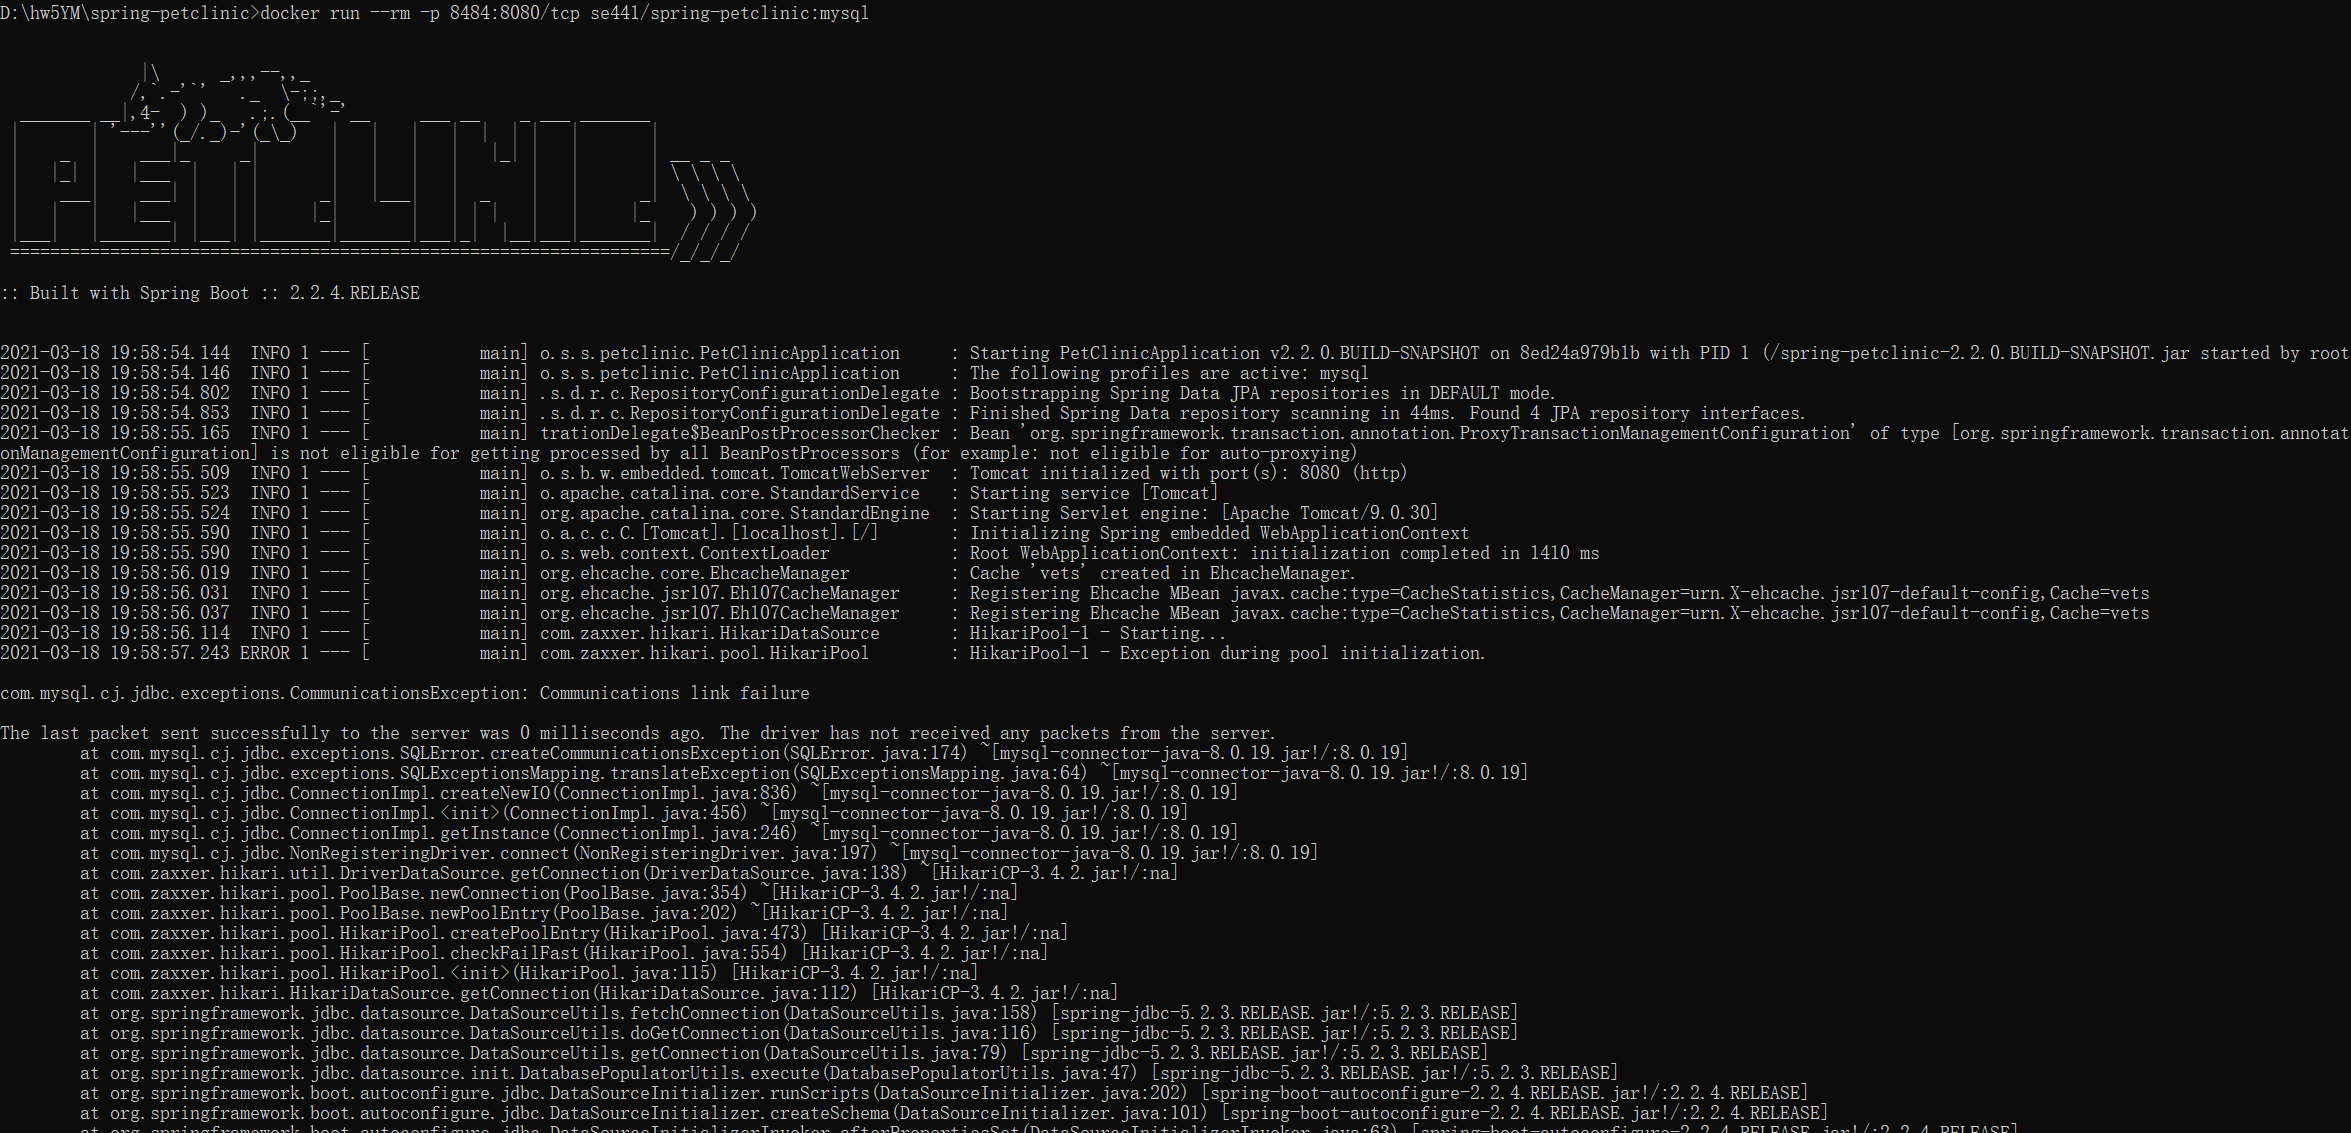 D:\hw5YM\spring-petclinic>docker run --rm -p 8484:8080/tcp se441/spring-petclinic:mysql
:: Built with Spring Boot :: 2.2.4.RELEASE
2021-03-18 19:58:54.144  INFO 1 --- [           main] o.s.s.petclinic.PetClinicApplication     : Starting PetClinicApplication v2.2.0.BUILD-SNAPSHOT on 8ed24a979b1b with PID 1 (/spring-petclinic-2.2.0.BUILD-SNAPSHOT.jar started by root
2021-03-18 19:58:54.146  INFO 1 --- [           main] o.s.s.petclinic.PetClinicApplication     : The following profiles are active: mysql
2021-03-18 19:58:54.802  INFO 1 --- [           main] .s.d.r.c.RepositoryConfigurationDelegate : Bootstrapping Spring Data JPA repositories in DEFAULT mode.
2021-03-18 19:58:54.853  INFO 1 --- [           main] .s.d.r.c.RepositoryConfigurationDelegate : Finished Spring Data repository scanning in 44ms. Found 4 JPA repository interfaces.
2021-03-18 19:58:55.165  INFO 1 --- [           main] trationDelegate$BeanPostProcessorChecker : Bean 'org.springframework.transaction.annotation.ProxyTransactionManagementConfiguration' of type [org.springframework.transaction.annotat
onManagementConfiguration] is not eligible for getting processed by all BeanPostProcessors (for example: not eligible for auto-proxying)
2021-03-18 19:58:55.509  INFO 1 --- [           main] o.s.b.w.embedded.tomcat.TomcatWebServer  : Tomcat initialized with port(s): 8080 (http)
2021-03-18 19:58:55.523  INFO 1 --- [           main] o.apache.catalina.core.StandardService   : Starting service [Tomcat]
2021-03-18 19:58:55.524  INFO 1 --- [           main] org.apache.catalina.core.StandardEngine  : Starting Servlet engine: [Apache Tomcat/9.0.30]
2021-03-18 19:58:55.590  INFO 1 --- [           main] o.a.c.c.C.[Tomcat].[localhost].[/]       : Initializing Spring embedded WebApplicationContext
2021-03-18 19:58:55.590  INFO 1 --- [           main] o.s.web.context.ContextLoader            : Root WebApplicationContext: initialization completed in 1410 ms
2021-03-18 19:58:56.019  INFO 1 --- [           main] org.ehcache.core.EhcacheManager          : Cache 'vets' created in EhcacheManager.
2021-03-18 19:58:56.031  INFO 1 --- [           main] org.ehcache.jsr107.Eh107CacheManager     : Registering Ehcache MBean javax.cache:type=CacheStatistics,CacheManager=urn.X-ehcache.jsr107-default-config,Cache=vets
2021-03-18 19:58:56.037  INFO 1 --- [           main] org.ehcache.jsr107.Eh107CacheManager     : Registering Ehcache MBean javax.cache:type=CacheStatistics,CacheManager=urn.X-ehcache.jsr107-default-config,Cache=vets
2021-03-18 19:58:56.114  INFO 1 --- [           main] com.zaxxer.hikari.HikariDataSource       : HikariPool-1 - Starting...
2021-03-18 19:58:57.243 ERROR 1 --- [           main] com.zaxxer.hikari.pool.HikariPool        : HikariPool-1 - Exception during pool initialization.
com.mysql.cj.jdbc.exceptions.CommunicationsException: Communications link failure
The last packet sent successfully to the server was 0 milliseconds ago. The driver has not received any packets from the server.
at com.mysql.cj.jdbc.exceptions.SQLError.createCommunicationsException(SQLError.java:174) ~[mysql-connector-java-8.0.19.jar!/:8.0.19]
at com.mysql.cj.jdbc.exceptions.SQLExceptionsMapping.translateException(SQLExceptionsMapping.java:64) ~[mysql-connector-java-8.0.19.jar!/:8.0.19]
at com.mysql.cj.jdbc.ConnectionImpl.createNewIO(ConnectionImpl.java:836) ~[mysql-connector-java-8.0.19.jar!/:8.0.19]
at com.mysql.cj.jdbc.ConnectionImpl.<init>(ConnectionImpl.java:456) ~[mysql-connector-java-8.0.19.jar!/:8.0.19]
at com.mysql.cj.jdbc.ConnectionImpl.getInstance(ConnectionImpl.java:246) ~[mysql-connector-java-8.0.19.jar!/:8.0.19]
at com.mysql.cj.jdbc.NonRegisteringDriver.connect(NonRegisteringDriver.java:197) ~[mysql-connector-java-8.0.19.jar!/:8.0.19]
at com.zaxxer.hikari.util.DriverDataSource.getConnection(DriverDataSource.java:138) ~[HikariCP-3.4.2.jar!/:na]
at com.zaxxer.hikari.pool.PoolBase.newConnection(PoolBase.java:354) ~[HikariCP-3.4.2.jar!/:na]
at com.zaxxer.hikari.pool.PoolBase.newPoolEntry(PoolBase.java:202) ~[HikariCP-3.4.2.jar!/:na]
at com.zaxxer.hikari.pool.HikariPool.createPoolEntry(HikariPool.java:473) [HikariCP-3.4.2.jar!/:na]
at com.zaxxer.hikari.pool.HikariPool.checkFailFast(HikariPool.java:554) [HikariCP-3.4.2.jar!/:na]
at com.zaxxer.hikari.pool.HikariPool.<init>(HikariPool.java:115) [HikariCP-3.4.2.jar!/:na]
at com.zaxxer.hikari.HikariDataSource.getConnection(HikariDataSource.java:112) [HikariCP-3.4.2.jar!/:na]
at org.springframework.jdbc.datasource.DataSourceUtils.fetchConnection(DataSourceUtils.java:158) [spring-jdbc-5.2.3.RELEASE.jar!/:5.2.3.RELEASE]
at org.springframework.jdbc.datasource.DataSourceUtils.doGetConnection(DataSourceUtils.java:116) [spring-jdbc-5.2.3.RELEASE.jar!/:5.2.3.RELEASE]
at org.springframework.jdbc.datasource.DataSourceUtils.getConnection(DataSourceUtils.java:79) [spring-jdbc-5.2.3.RELEASE.jar!/:5.2.3.RELEASE]
at org.springframework.jdbc.datasource.init.DatabasePopulatorUtils.execute(DatabasePopulatorUtils.java:47) [spring-jdbc-5.2.3.RELEASE.jar!/:5.2.3.RELEASE]
at org.springframework.boot.autoconfigure.jdbc.DataSourceInitializer.runScripts(DataSourceInitializer.java:202) [spring-boot-autoconfigure-2.2.4.RELEASE.jar!/:2.2.4.RELEASE]
at org.springframework.boot.autoconfigure.jdbc.DataSourceInitializer.createSchema(DataSourceInitializer.java:101) [spring-boot-autoconfigure-2.2.4.RELEASE.jar!/:2.2.4.RELEASE]
at org.springframework.boot.autoconfigure.jdbc.DataSourceInitializerInvoker.afterPropertiesSet(DataSourceInitializerInvoker.java:63) [spring-boot-autoconfigure-2.2.4.RELEASE.jar!/:2.2.4.RELEASE]